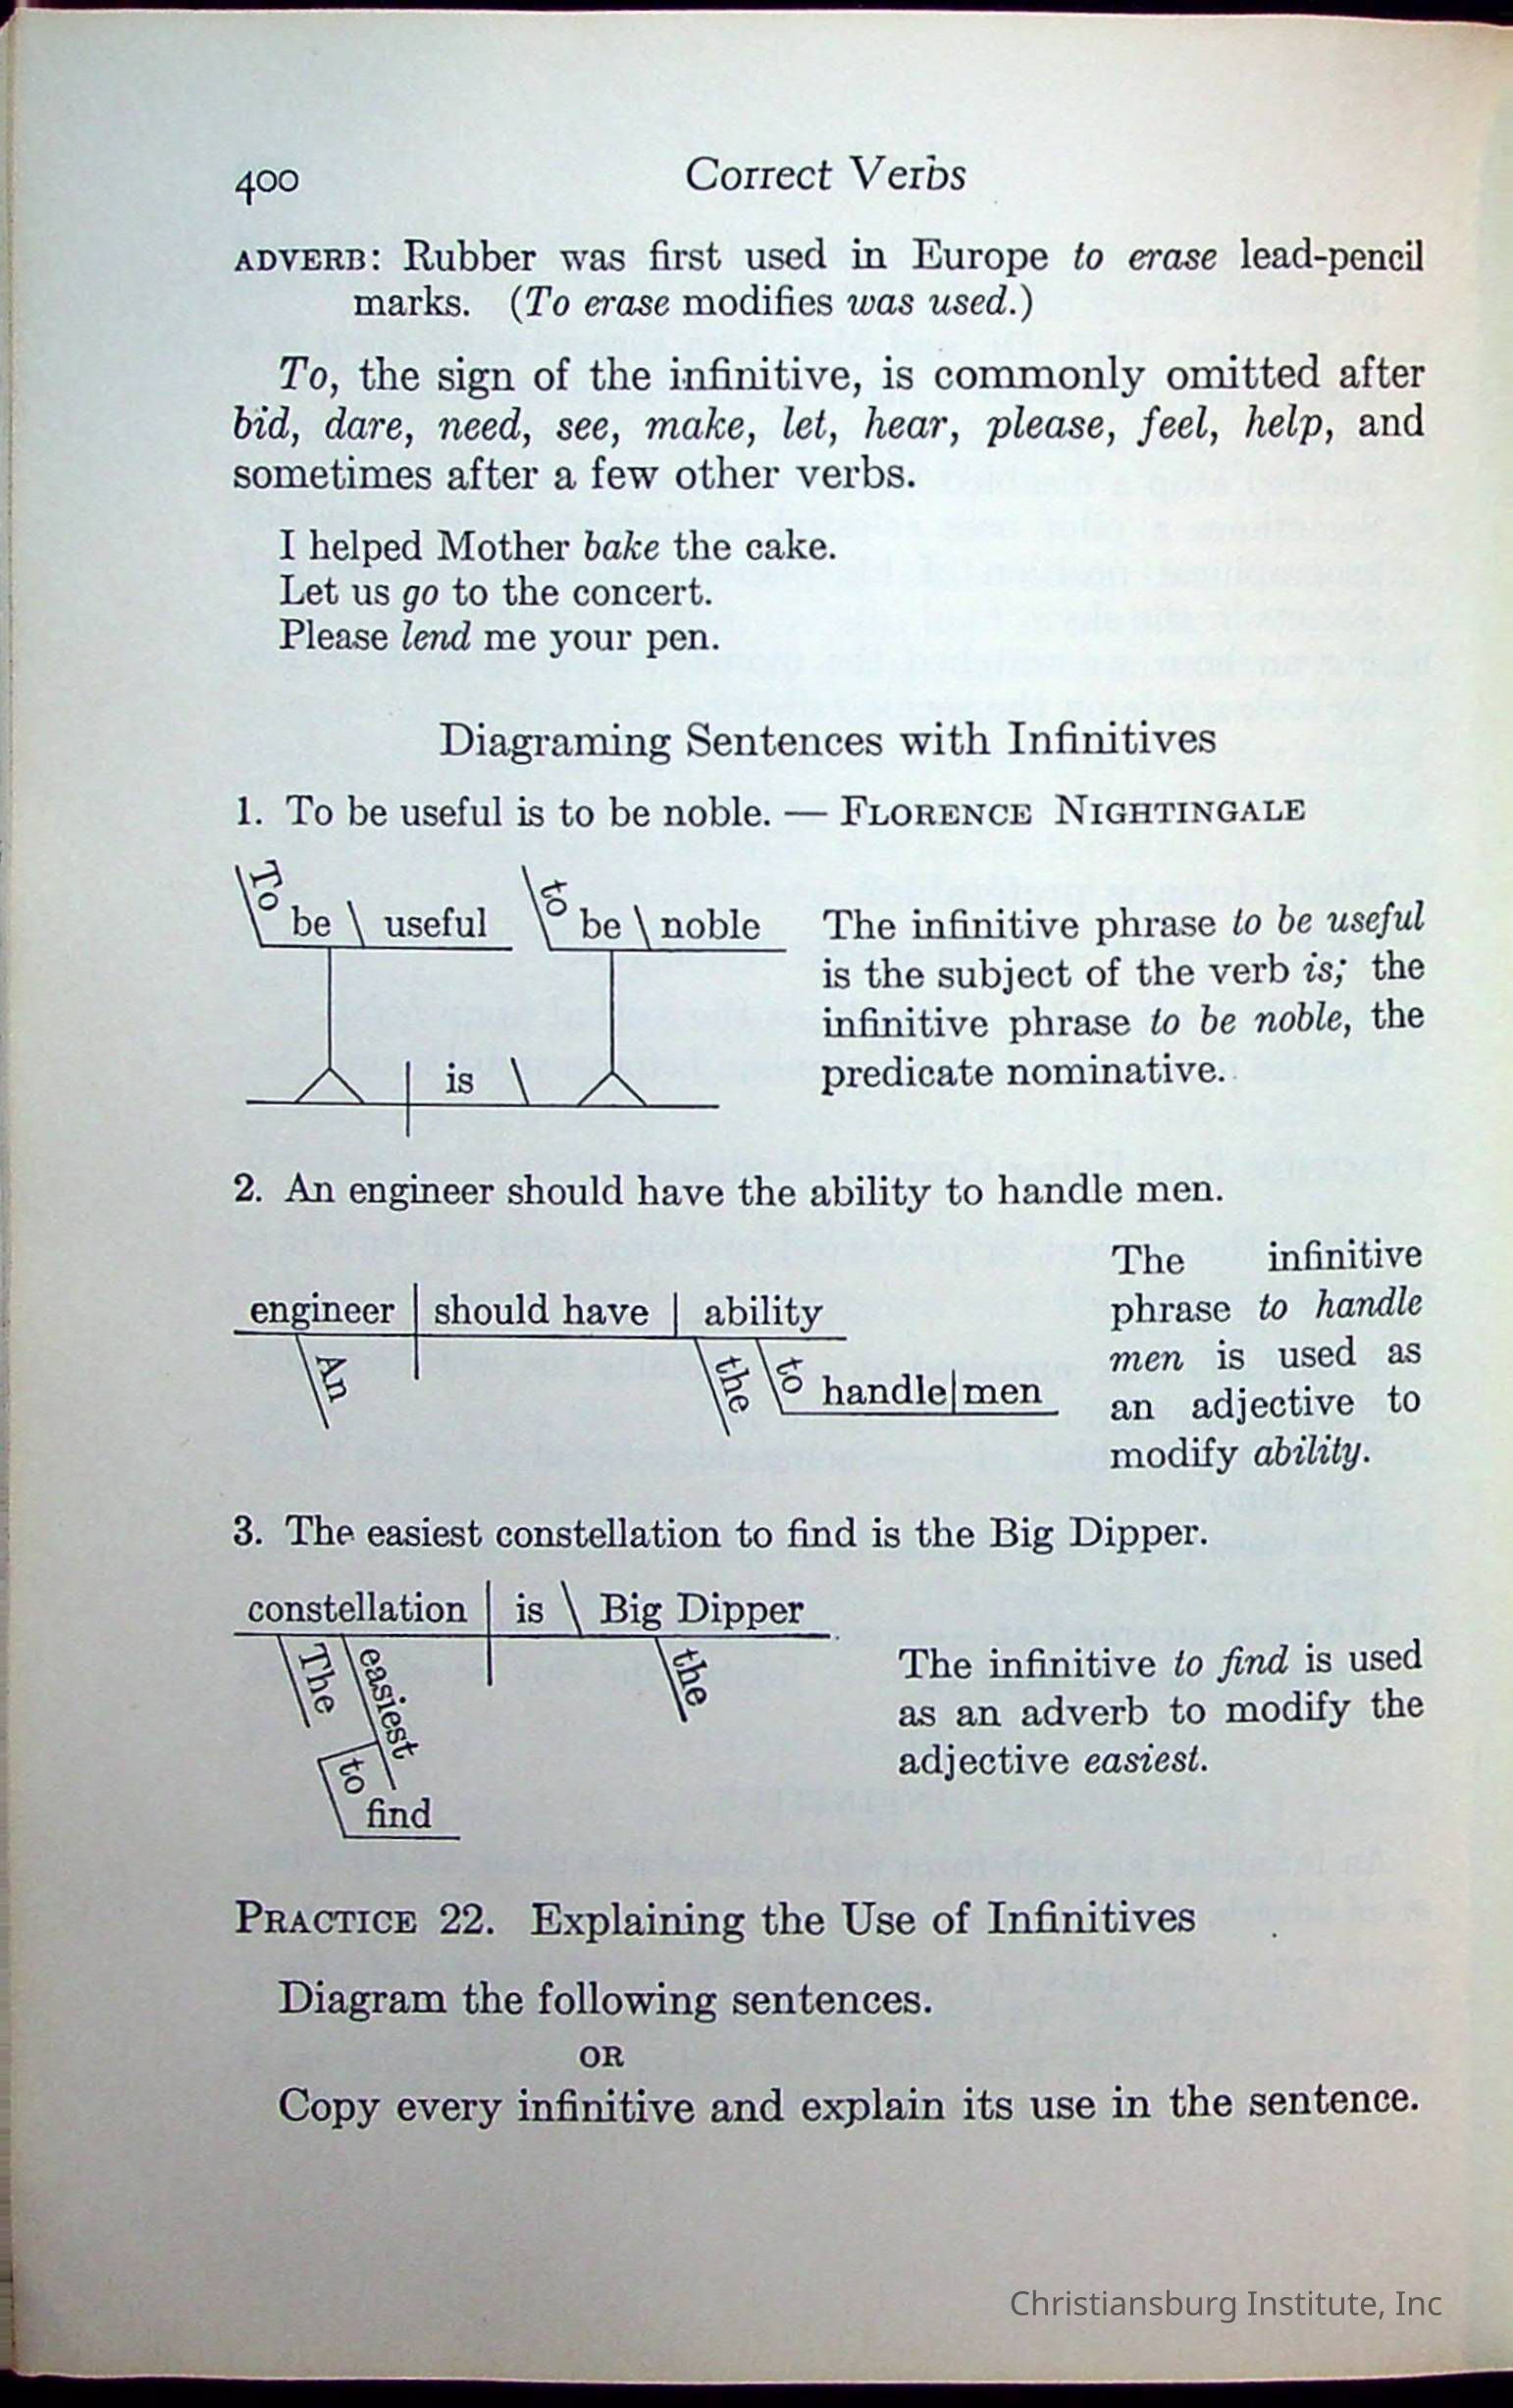 400 Correct Verbs
ADVERB: Rubber was first used in Europe to erase lead-pencil
marks. (To erase modifies was used.)
To, the sign of the infinitive, is commonly omitted after
bid, dare, need, see, make, let, hear, please, feel, help, and
sometimes after a few other verbs.
I helped Mother bake the cake.
Let us go to the concert.
Please lend me your pen.
Diagraming Sentences with Infinitives
1. To be useful is to be noble. — FLORENCE NIGHTINGALE
To be \ useful to be \ noble
is \
The infinitive phrase to be useful
is the subject of the verb is; the
infinitive phrase to be noble, the
predicate nominative.
2. An engineer should have the ability to handle men.
engineer | should have | ability
An the to handle | men
The infinitive
phrase to handle
men is used as
an adjective to
modify ability.
3. The easiest constellation to find is the Big Dipper.
constellation | is \ Big Dipper
The easiest the
to
find
The infinitive to find is used
as an adverb to modify the
adjective easiest.
PRACTICE 22. Explaining the Use of Infinitives
Diagram the following sentences.
OR
Copy every infinitive and explain its use in the sentence.
Christiansburg Institute, Inc